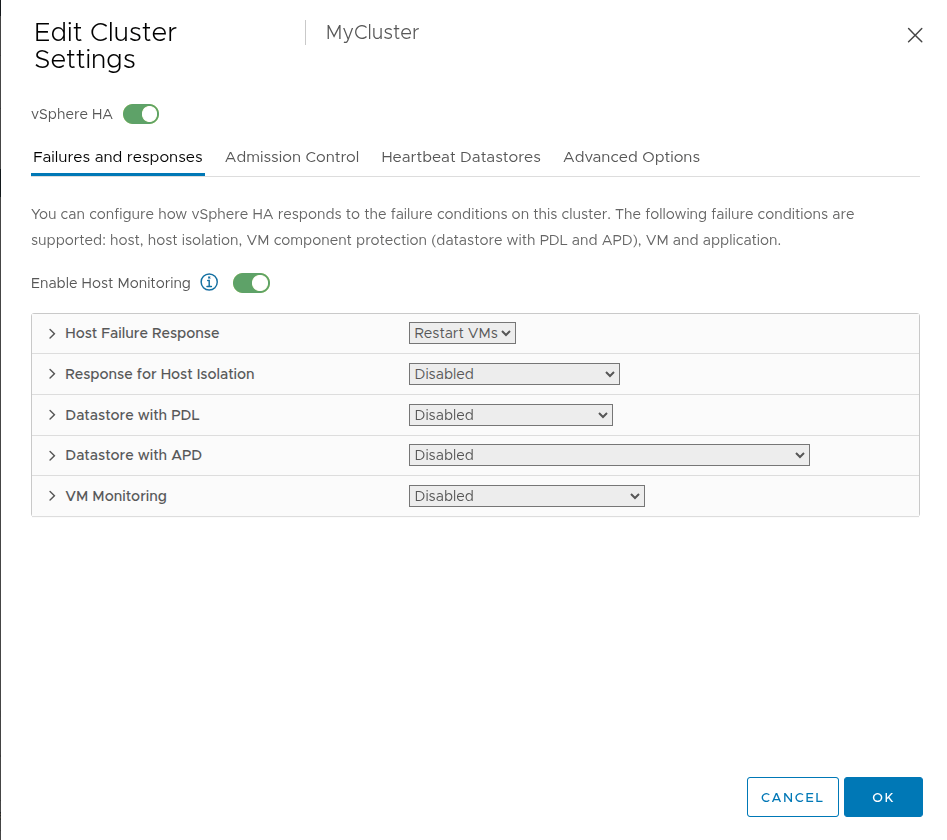 Edit Cluster
Settings
MyCluster
vSphere HA
Failures and responses
Admission Control
Heartbeat Datastores
Advanced Options
You can configure how vSphere HA responds to the failure conditions on this cluster. The following failure conditions are
supported: host, host isolation, VM component protection (datastore with PDL and APD), VM and application.
Enable Host Monitoring
Host Failure Response
Restart VMs
Response for Host Isolation
Disabled
Datastore with PDL
Disabled
Datastore with APD
Disabled
VM Monitoring
Disabled
CANCEL
OK